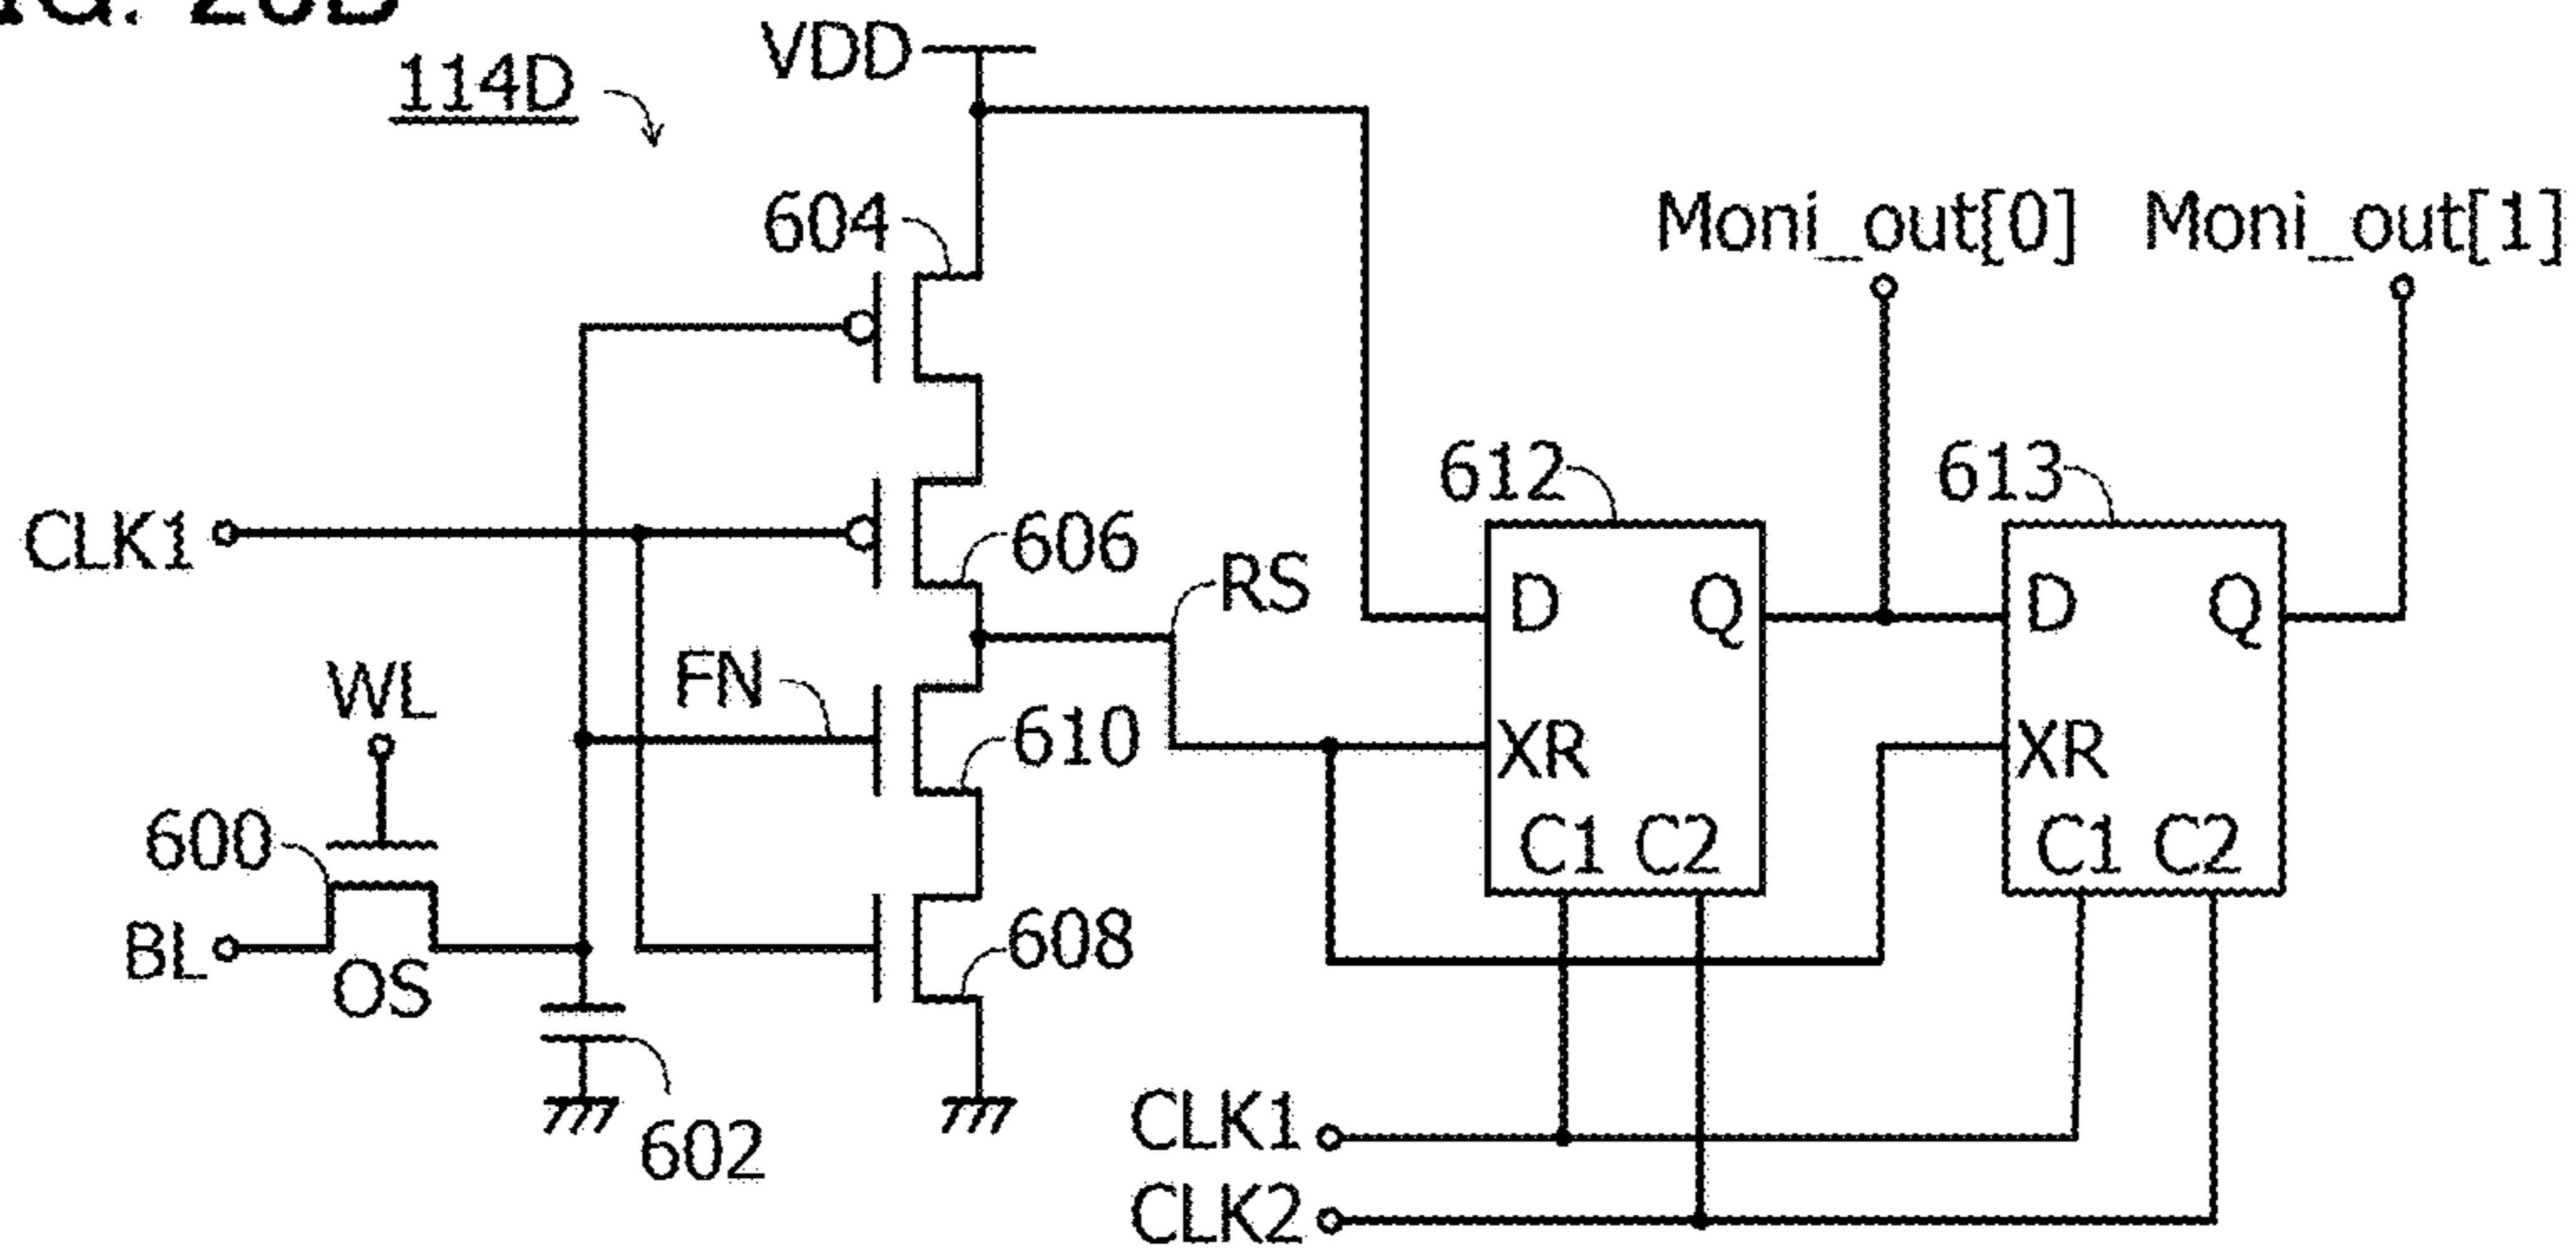 114D
VDD
604
Moni_out[0]
Moni_out[1]
612
613
CLK1
606
RS
D
Q
D
Q
FN
WL
610
XR
XR
600
C1
C2
C1
C2
BL
OS
608
602
CLK1
CLK2